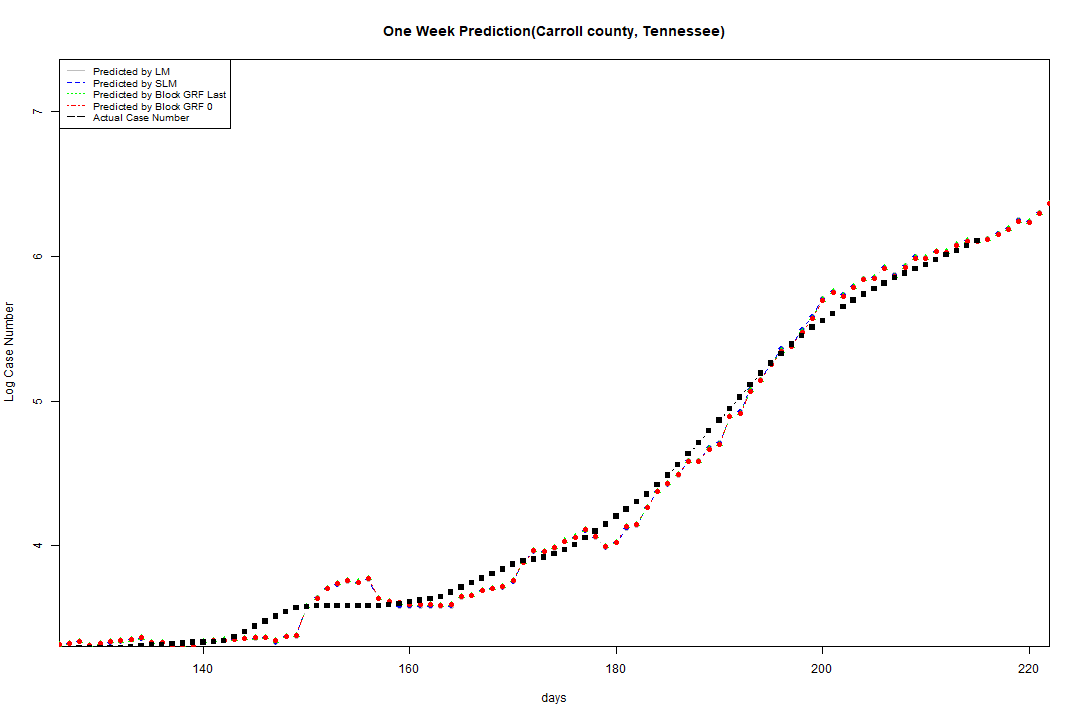 One Week Prediction(Carroll county, Tennessee)
Predicted by LM
Predicted by SLM
Predicted by Block GRF Last
Predicted by Block GRF 0
Actual Case Number
7
6
5
4
Log Case Number
140 160 180 200 220
days